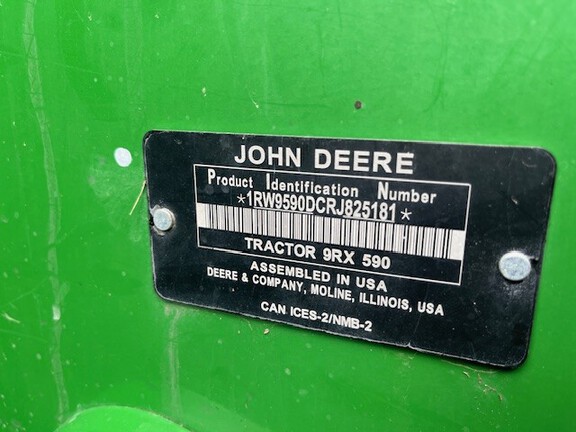 JOHN DEERE
Product Identification Number
*1RW9590DCRJ825181*
TRACTOR 9RX 590
ASSEMBLED IN USA
DEERE & COMPANY, MOLINE, ILLINOIS, USA
CAN ICES-2/NMB-2